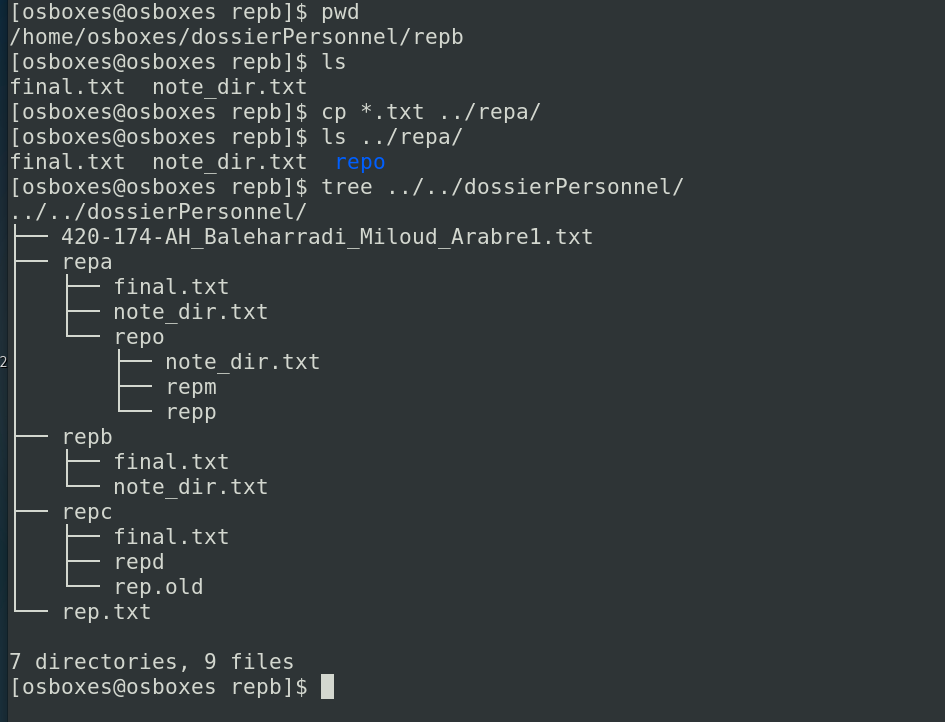 [osboxes@osboxes repb]$ pwd
/home/osboxes/dossierPersonnel/repb
[osboxes@osboxes repb]$ ls
final.txt  note_dir.txt
[osboxes@osboxes repb]$ cp *.txt ../repa/
[osboxes@osboxes repb]$ ls ../repa/
final.txt  note_dir.txt  repo
[osboxes@osboxes repb]$ tree ../../dossierPersonnel/
../../dossierPersonnel/
├── 420-174-AH_Baleharradi_Miloud_Arabre1.txt
├── repa
│   ├── final.txt
│   ├── note_dir.txt
│   └── repo
│       ├── note_dir.txt
2
│       ├── repm
│       └── repp
├── repb
│   ├── final.txt
│   └── note_dir.txt
├── repc
│   ├── final.txt
│   ├── repd
│   └── rep.old
└── rep.txt

7 directories, 9 files
[osboxes@osboxes repb]$